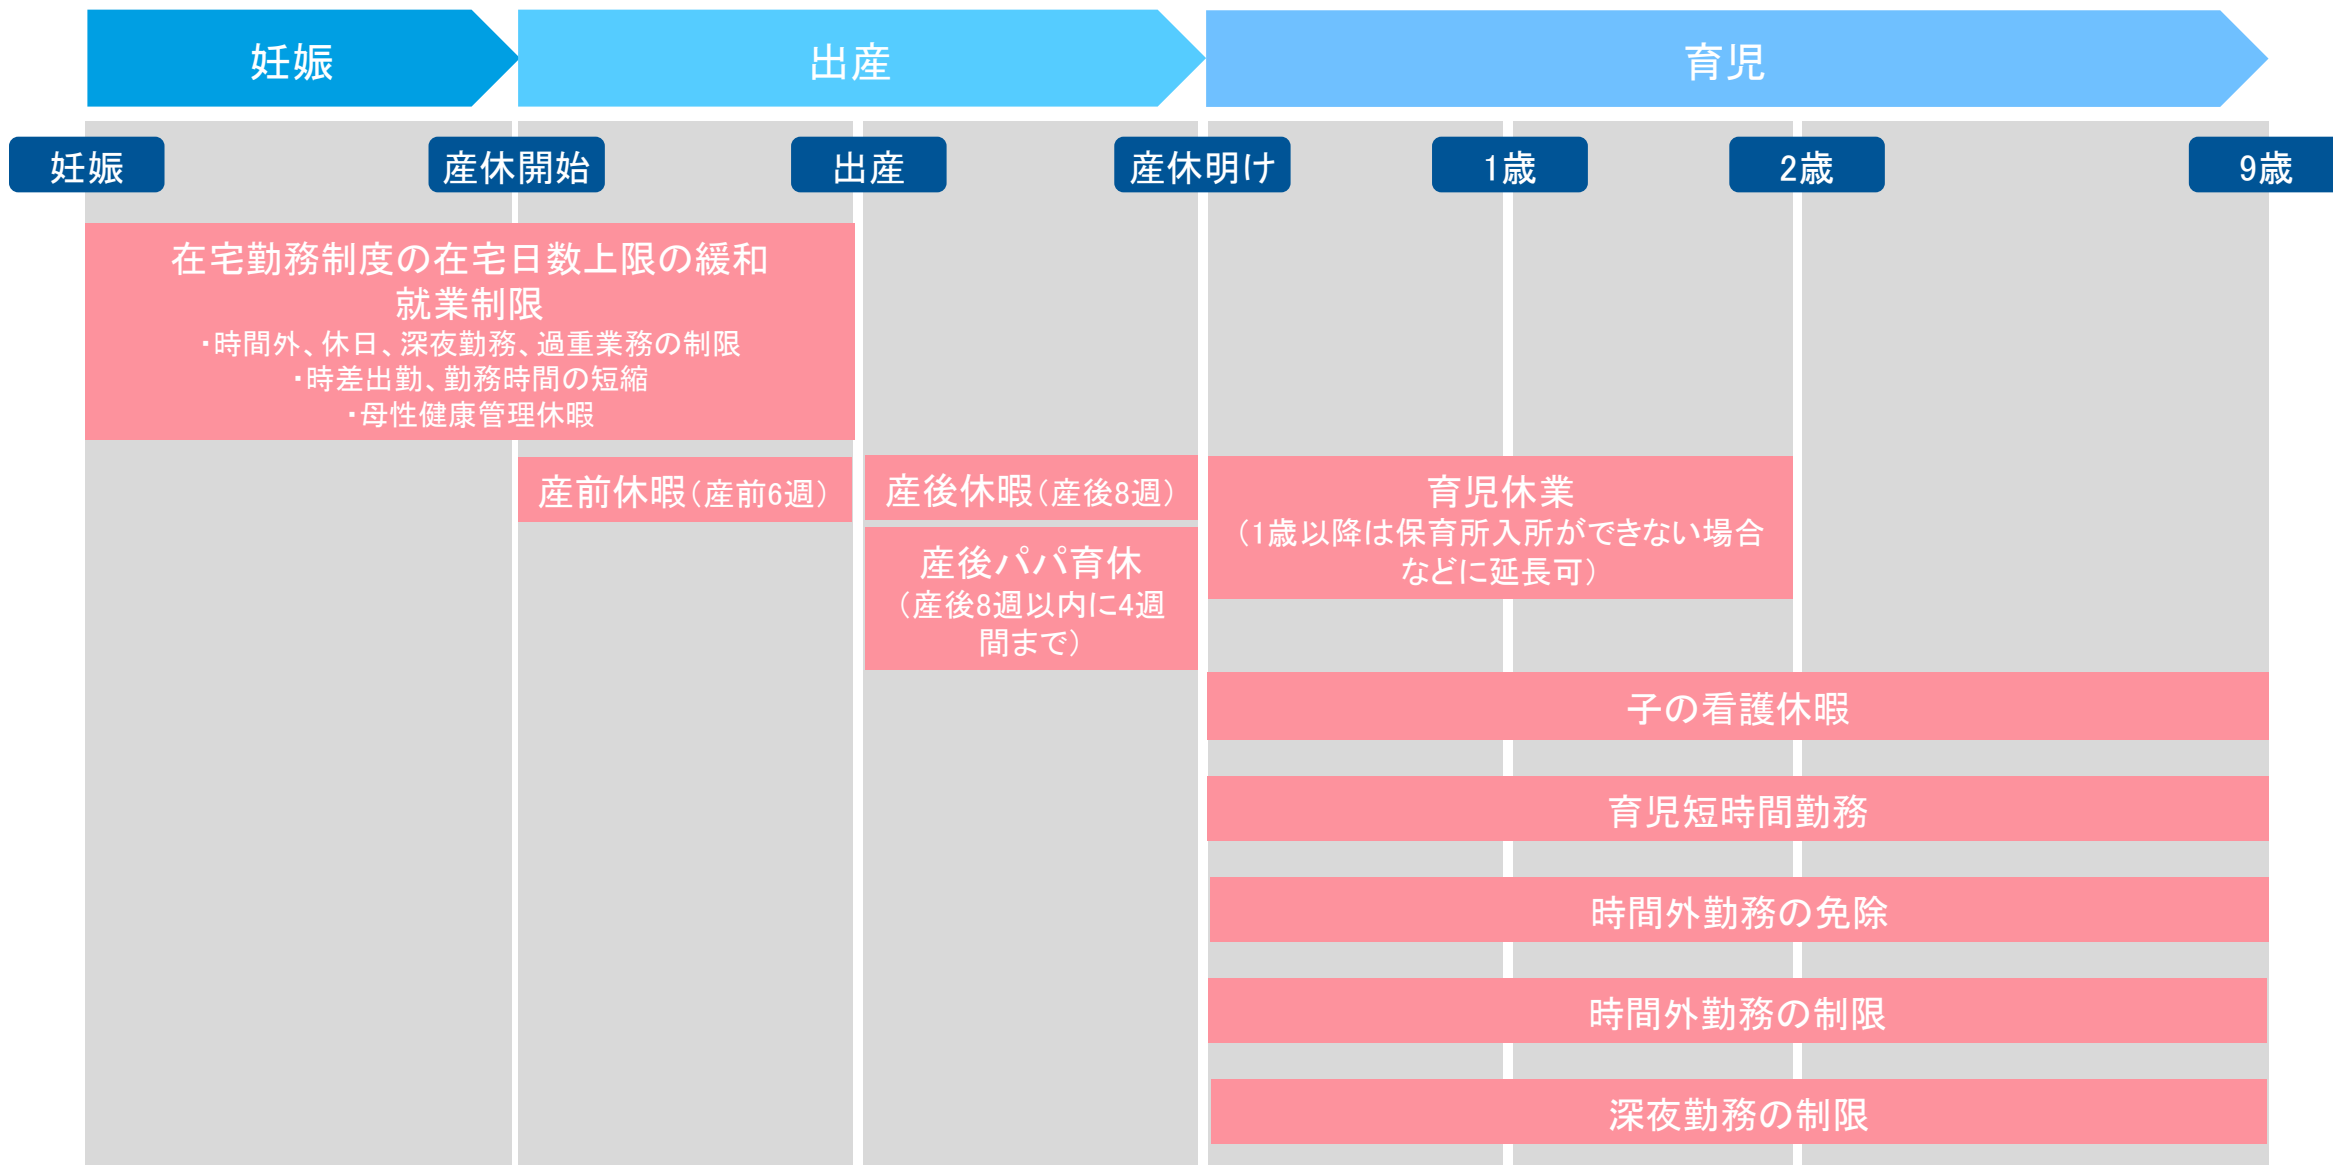 妊娠
出産
育児
妊娠
産休開始
出産
産休明け
1歳
2歳
9歳
在宅勤務制度の在宅日数上限の緩和
就業制限
・時間外、休日、深夜勤務、過重業務の制限
・時差出勤、勤務時間の短縮
・母性健康管理休暇
産前休暇（産前6週）
産後休暇（産後8週）
産後パパ育休
（産後8週以内に4週
間まで）
育児休業
（1歳以降は保育所入所ができない場合
などに延長可）
子の看護休暇
育児短時間勤務
時間外勤務の免除
時間外勤務の制限
深夜勤務の制限